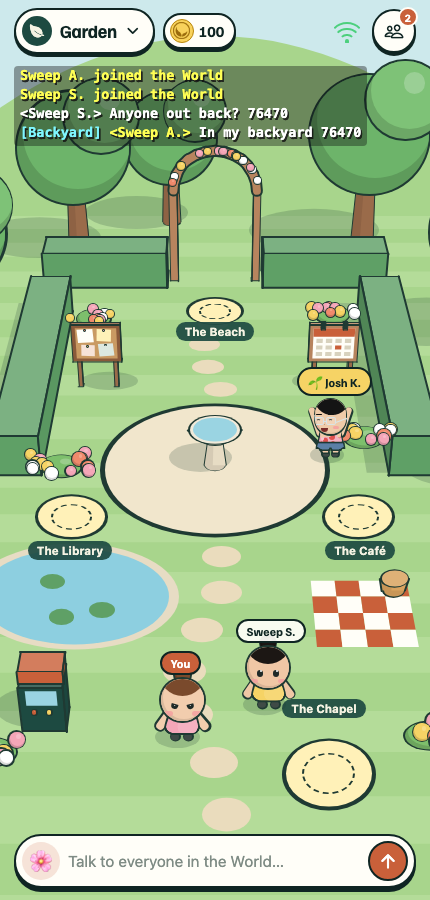 Garden
100
2
Sweep A. joined the World
Sweep S. joined the World
<Sweep S.> Anyone out back? 76470
[Backyard] <Sweep A.> In my backyard 76470
The Beach
Josh K.
The Library
The Café
Sweep S.
You
The Chapel
Talk to everyone in the World...